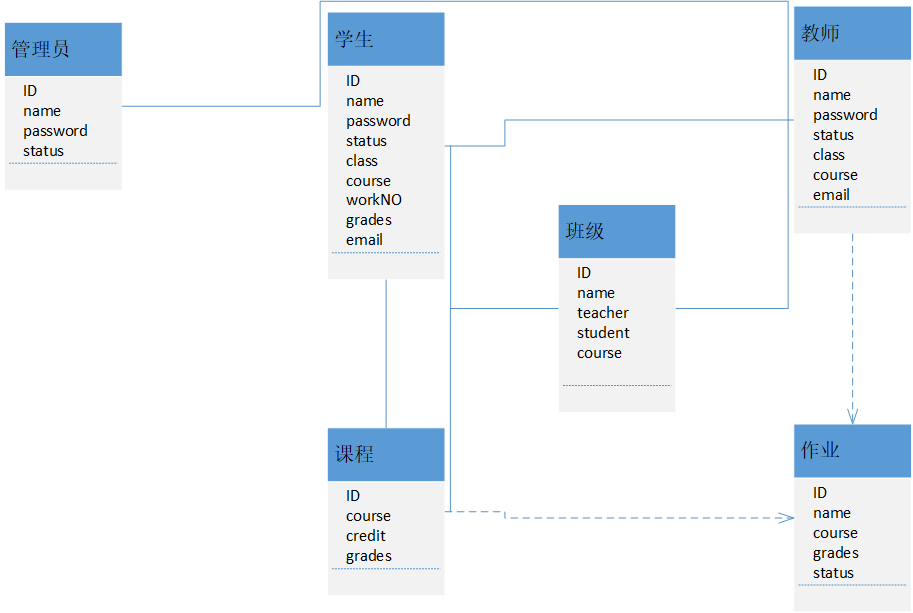 管理员
ID
name
password
status
学生
ID
name
password
status
class
course
workNO
grades
email
教师
ID
name
password
status
class
course
email
班级
ID
name
teacher
student
course
课程
ID
course
credit
grades
作业
ID
name
course
grades
status